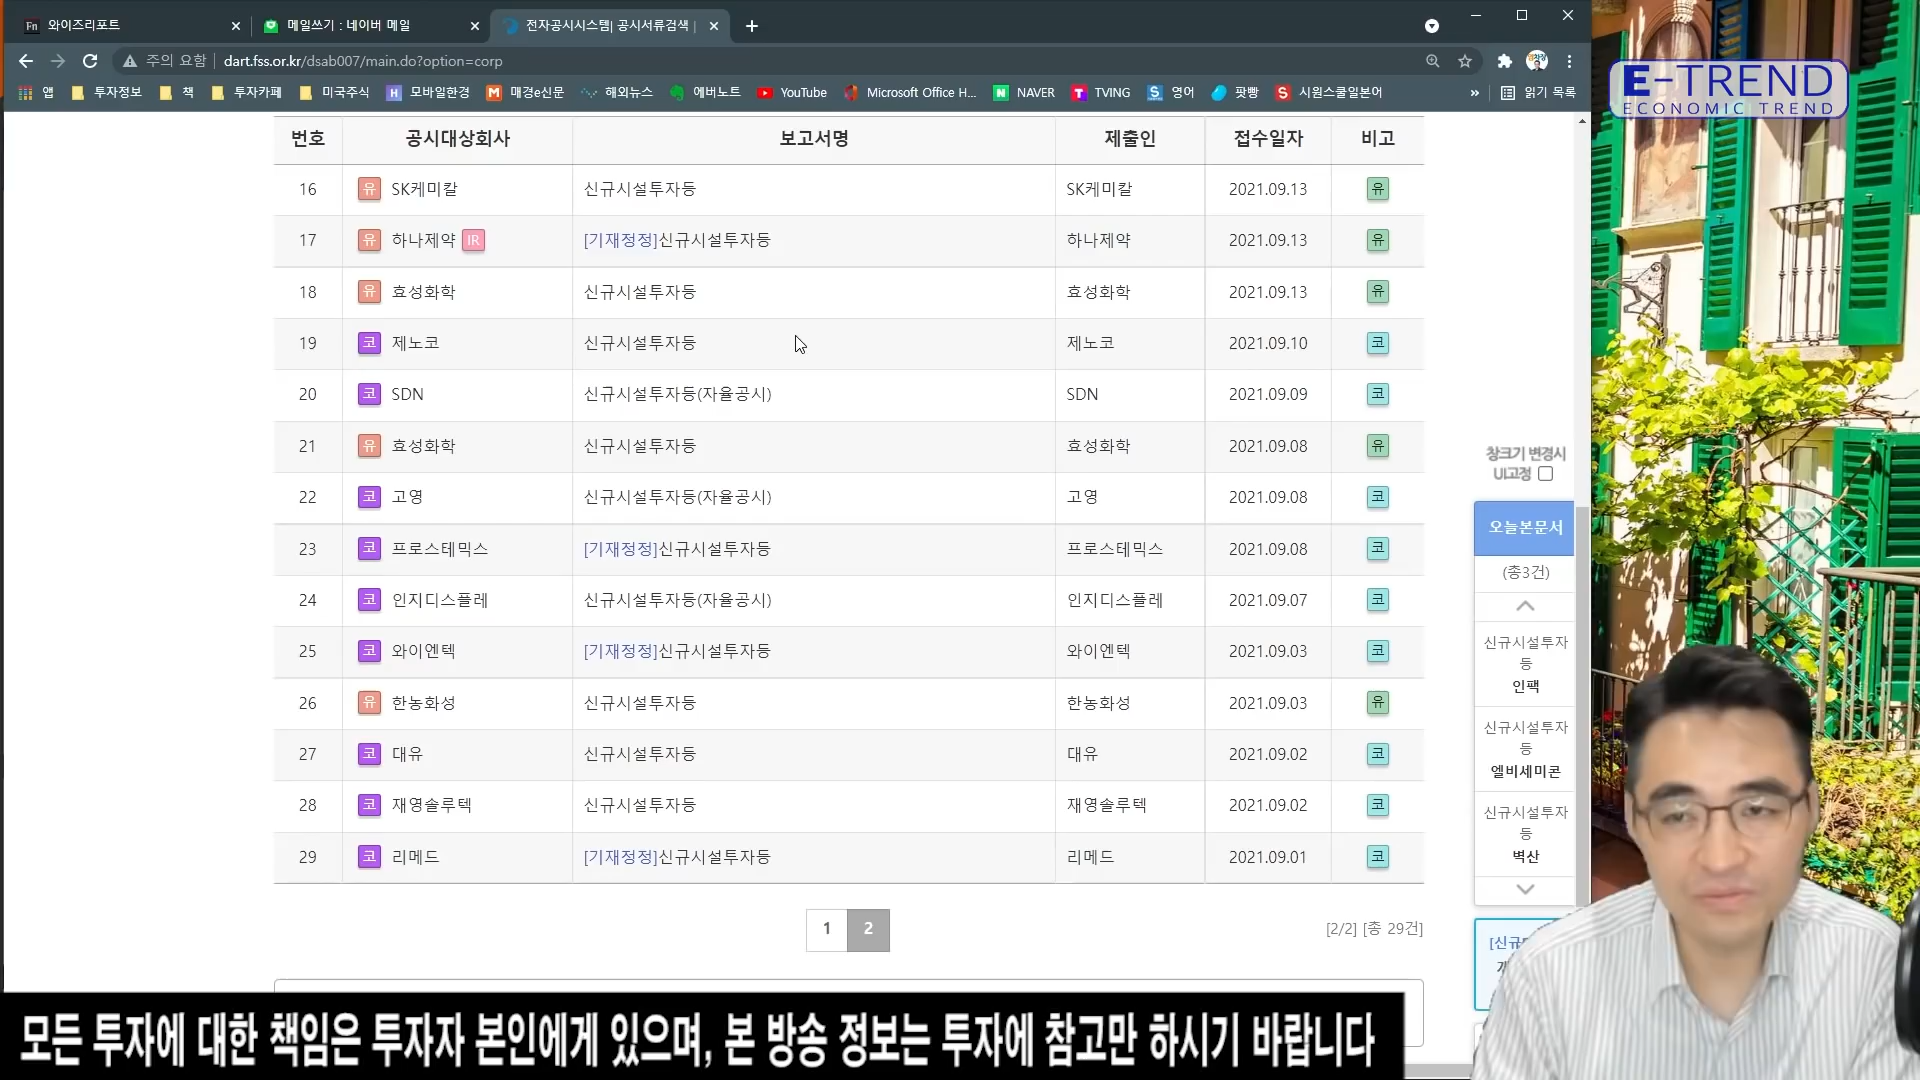 Fn 와이즈리포트
메일쓰기 : 네이버 메일
전자공시시스템| 공시서류검색 |
주의 요함 | dart.fss.or.kr/dsab007/main.do?option=corp
앱 투자정보 책 투자카페 미국주식 H 모바일한경 M 매경e신문 해외뉴스 에버노트 YouTube Microsoft Office H... N NAVER T TVING S 영어 팟빵 S 시원스쿨일본어 » 읽기 목록
E-TREND
ECONOMIC TREND
번호 공시대상회사 보고서명 제출인 접수일자 비고
16 유 SK케미칼 신규시설투자등 SK케미칼 2021.09.13 유
17 유 하나제약 IR [기재정정]신규시설투자등 하나제약 2021.09.13 유
18 유 효성화학 신규시설투자등 효성화학 2021.09.13 유
19 코 제노코 신규시설투자등 제노코 2021.09.10 코
20 코 SDN 신규시설투자등(자율공시) SDN 2021.09.09 코
21 유 효성화학 신규시설투자등 효성화학 2021.09.08 유
22 코 고영 신규시설투자등(자율공시) 고영 2021.09.08 코
23 코 프로스테믹스 [기재정정]신규시설투자등 프로스테믹스 2021.09.08 코
24 코 인지디스플레 신규시설투자등(자율공시) 인지디스플레 2021.09.07 코
25 코 와이엔텍 [기재정정]신규시설투자등 와이엔텍 2021.09.03 코
26 유 한농화성 신규시설투자등 한농화성 2021.09.03 유
27 코 대유 신규시설투자등 대유 2021.09.02 코
28 코 재영솔루텍 신규시설투자등 재영솔루텍 2021.09.02 코
29 코 리메드 [기재정정]신규시설투자등 리메드 2021.09.01 코
1 2
[2/2] [총 29건]
창크기 변경시
UI고정
오늘본문서
(총3건)
신규시설투자
등
인팩
신규시설투자
등
엘비세미콘
신규시설투자
등
벽산
모든 투자에 대한 책임은 투자자 본인에게 있으며, 본 방송 정보는 투자에 참고만 하시기 바랍니다